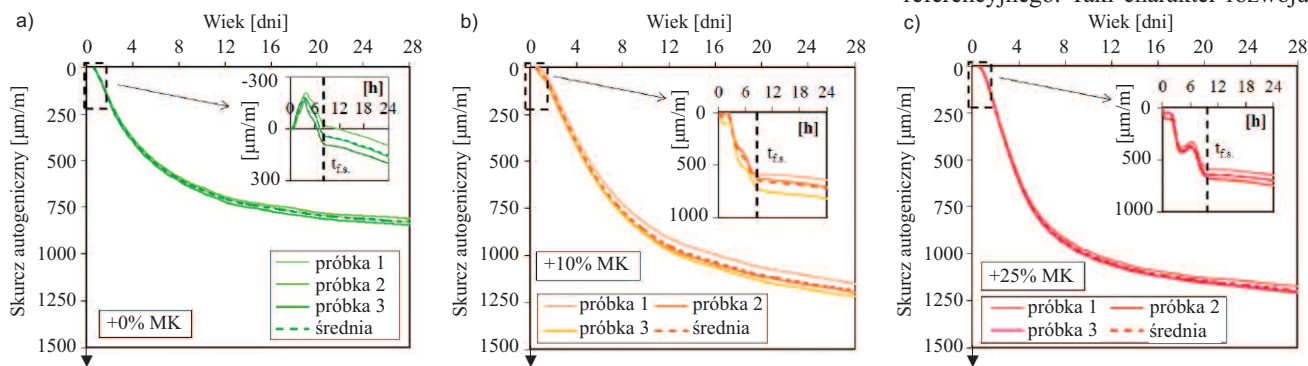 referencyjnego. Taki charakter rozwoju
a)
Wiek [dni]
0 4 8 12 16 20 24 28
Skurcz autogeniczny [µm/m]
0
250
500
750
1000
1250
1500
[µm/m]
-300
0
300
[h]
0 6 12 18 24
t f.s.
próbka 1
próbka 2
próbka 3
średnia
+0% MK
b)
Wiek [dni]
0 4 8 12 16 20 24 28
Skurcz autogeniczny [µm/m]
0
250
500
750
1000
1250
1500
0 6 12 18 24
[h]
µm/m]
0
500
1000
t f.s.
+10% MK
próbka 1 próbka 2
próbka 3 średnia
c)
Wiek [dni]
0 4 8 12 16 20 24 28
Skurcz autogeniczny [µm/m]
0
250
500
750
1000
1250
1500
0 6 12 18 24
[h]
µm/m]
0
500
1000
t f.s.
+25% MK
próbka 1 próbka 2
próbka 3 średnia